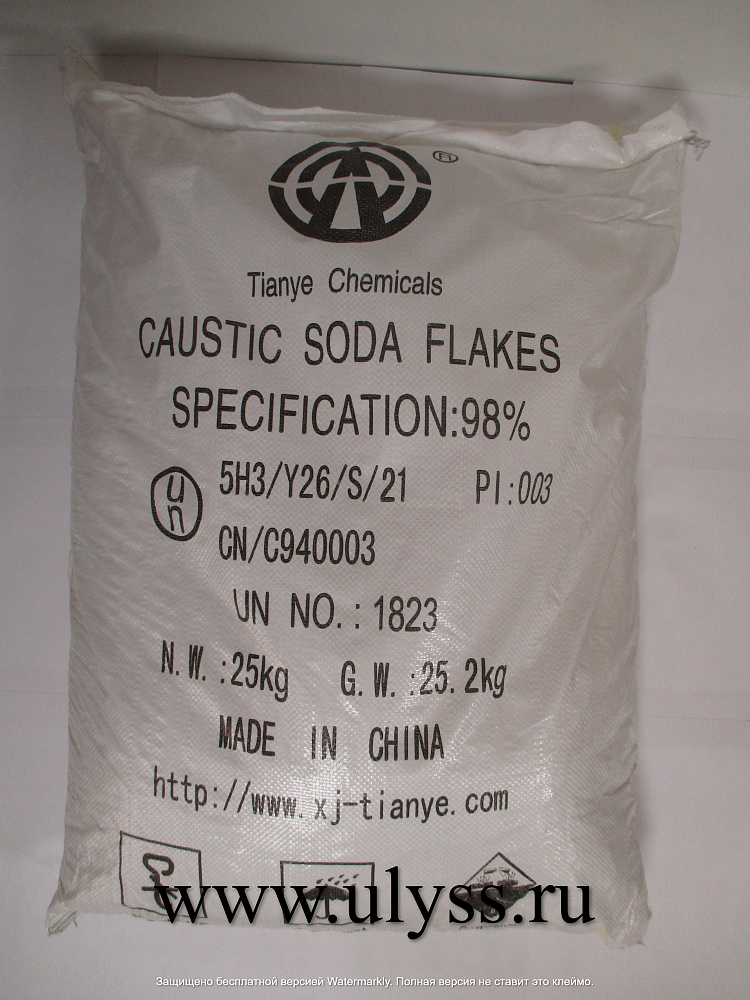 ®
Tianye Chemicals
CAUSTIC SODA FLAKES
SPECIFICATION:98%
un 5H3/Y26/S/21 PI:003
CN/C940003
UN NO.: 1823
N.W.:25kg G.W.:25.2kg
MADE IN CHINA
http://www.xj-tianye.com
www.ulyss.ru
Защищено бесплатной версией Watermarkly. Полная версия не ставит это клеймо.